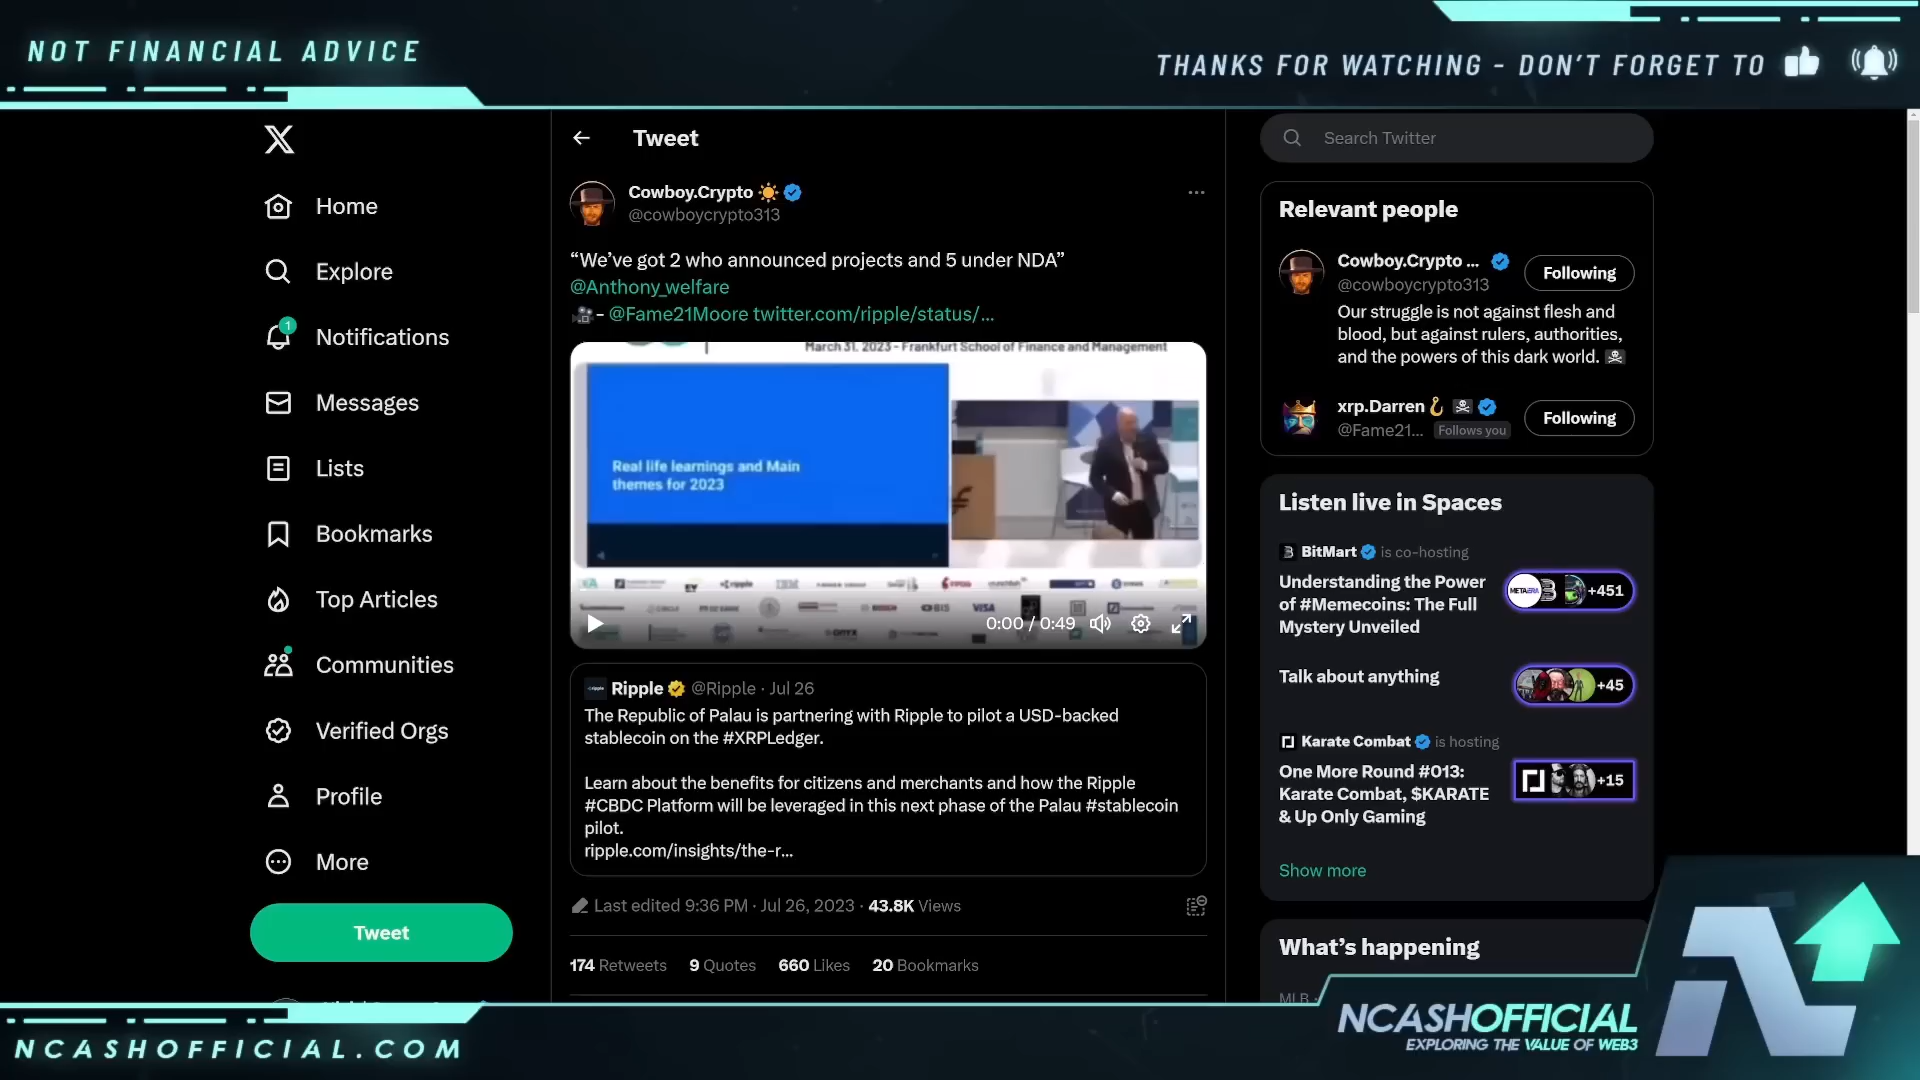 NOT FINANCIAL ADVICE
THANKS FOR WATCHING - DON'T FORGET TO
Home
Explore
1
Notifications
Messages
Lists
Bookmarks
Top Articles
Communities
Verified Orgs
Profile
More
Tweet
Tweet
Cowboy.Crypto
@cowboycrypto313
“We’ve got 2 who announced projects and 5 under NDA”
@Anthony_welfare
- @Fame21Moore twitter.com/ripple/status/...
March 31, 2023 - Frankfurt School of Finance and Management
Real life learnings and Main
themes for 2023
EY ripple IBM
CIRCLE BIS VISA
ONYX
0:00 / 0:49
Ripple @Ripple · Jul 26
The Republic of Palau is partnering with Ripple to pilot a USD-backed
stablecoin on the #XRPLedger.
Learn about the benefits for citizens and merchants and how the Ripple
#CBDC Platform will be leveraged in this next phase of the Palau #stablecoin
pilot.
ripple.com/insights/the-r...
Last edited 9:36 PM · Jul 26, 2023 · 43.8K Views
174 Retweets 9 Quotes 660 Likes 20 Bookmarks
Search Twitter
Relevant people
Cowboy.Crypto ...
@cowboycrypto313
Following
Our struggle is not against flesh and
blood, but against rulers, authorities,
and the powers of this dark world.
xrp.Darren
@Fame21... Follows you
Following
Listen live in Spaces
BitMart is co-hosting
Understanding the Power
of #Memecoins: The Full
Mystery Unveiled
METAERA
+451
Talk about anything
+45
Karate Combat is hosting
One More Round #013:
Karate Combat, $KARATE
& Up Only Gaming
+15
Show more
What’s happening
MLB ·
NCASHOFFICIAL.COM
NCASHOFFICIAL
EXPLORING THE VALUE OF WEB3